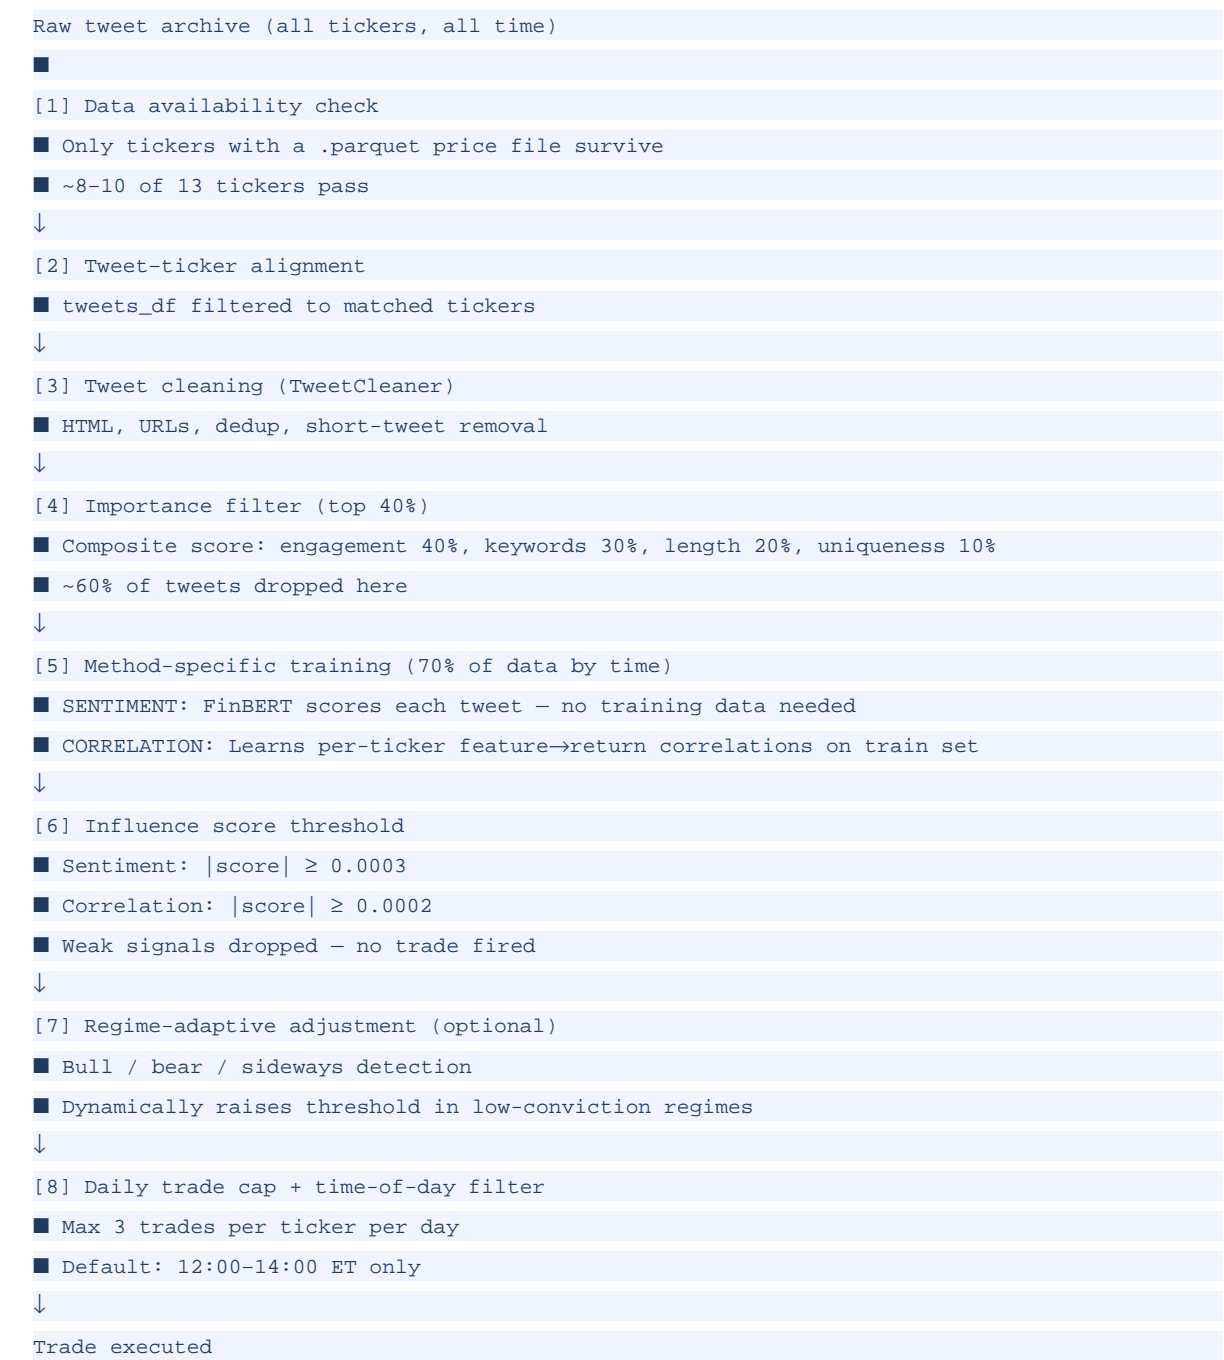 Raw tweet archive (all tickers, all time)
■
[1] Data availability check
■ Only tickers with a .parquet price file survive
■ ~8–10 of 13 tickers pass
↓
[2] Tweet–ticker alignment
■ tweets_df filtered to matched tickers
↓
[3] Tweet cleaning (TweetCleaner)
■ HTML, URLs, dedup, short-tweet removal
↓
[4] Importance filter (top 40%)
■ Composite score: engagement 40%, keywords 30%, length 20%, uniqueness 10%
■ ~60% of tweets dropped here
↓
[5] Method-specific training (70% of data by time)
■ SENTIMENT: FinBERT scores each tweet — no training data needed
■ CORRELATION: Learns per-ticker feature→return correlations on train set
↓
[6] Influence score threshold
■ Sentiment: |score| ≥ 0.0003
■ Correlation: |score| ≥ 0.0002
■ Weak signals dropped — no trade fired
↓
[7] Regime-adaptive adjustment (optional)
■ Bull / bear / sideways detection
■ Dynamically raises threshold in low-conviction regimes
↓
[8] Daily trade cap + time-of-day filter
■ Max 3 trades per ticker per day
■ Default: 12:00–14:00 ET only
↓
Trade executed